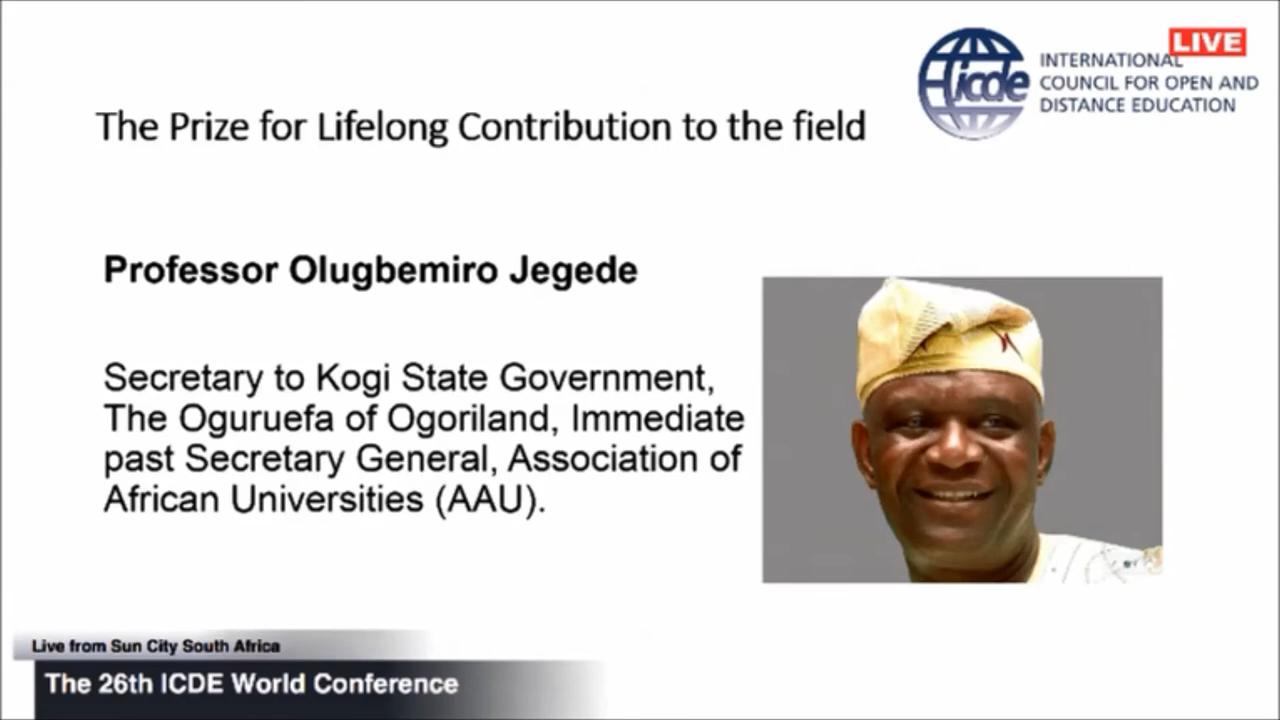 LIVE
icde
INTERNATIONAL
COUNCIL FOR OPEN AND
DISTANCE EDUCATION
The Prize for Lifelong Contribution to the field
Professor Olugbemiro Jegede
Secretary to Kogi State Government,
The Oguruefa of Ogoriland, Immediate
past Secretary General, Association of
African Universities (AAU).
Live from Sun City South Africa
The 26th ICDE World Conference